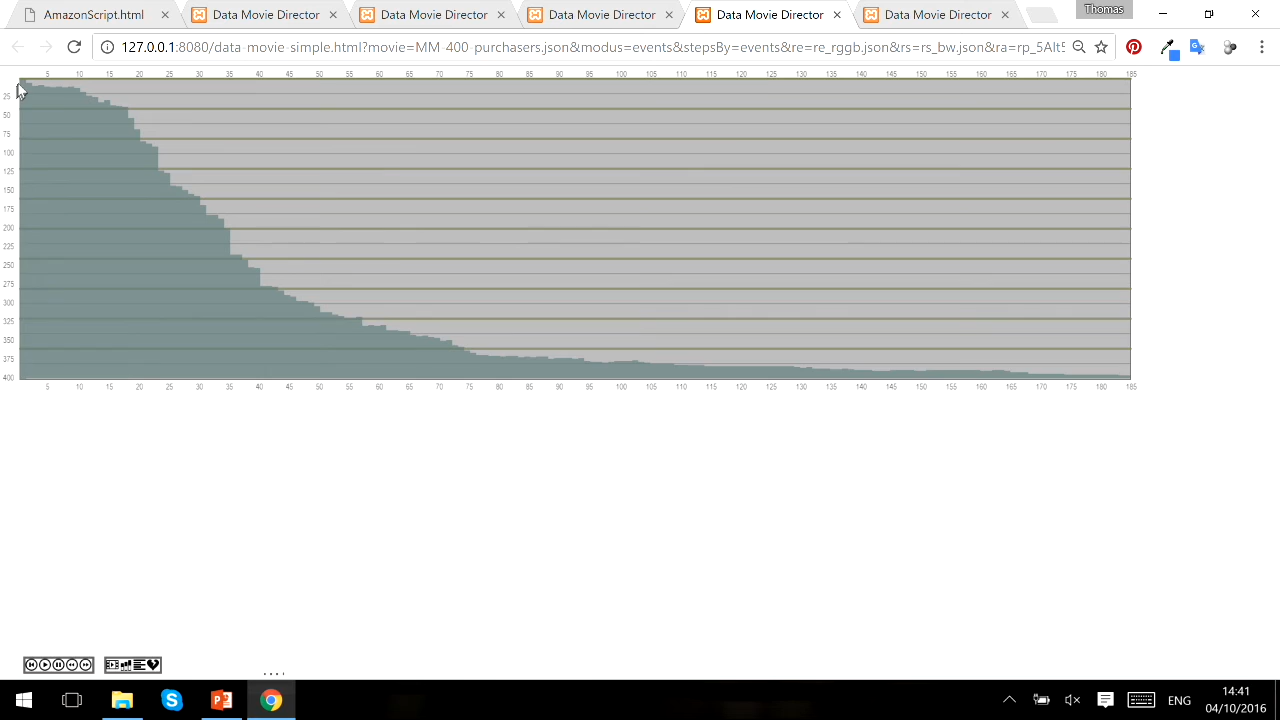 AmazonScript.html
Data Movie Director
Data Movie Director
Data Movie Director
Data Movie Director
Data Movie Director
Thomas
127.0.0.1:8080/data-movie_simple.html?movie=MM_400_purchasers.json&modus=events&stepsBy=events&re=re_rggb.json&rs=rs_bw.json&ra=rp_5Alt5
5 10 15 20 25 30 35 40 45 50 55 60 65 70 75 80 85 90 95 100 105 110 115 120 125 130 135 140 145 150 155 160 165 170 175 180 185
25
50
75
100
125
150
175
200
225
250
275
300
325
350
375
400
5 10 15 20 25 30 35 40 45 50 55 60 65 70 75 80 85 90 95 100 105 110 115 120 125 130 135 140 145 150 155 160 165 170 175 180 185
ENG
14:41
04/10/2016